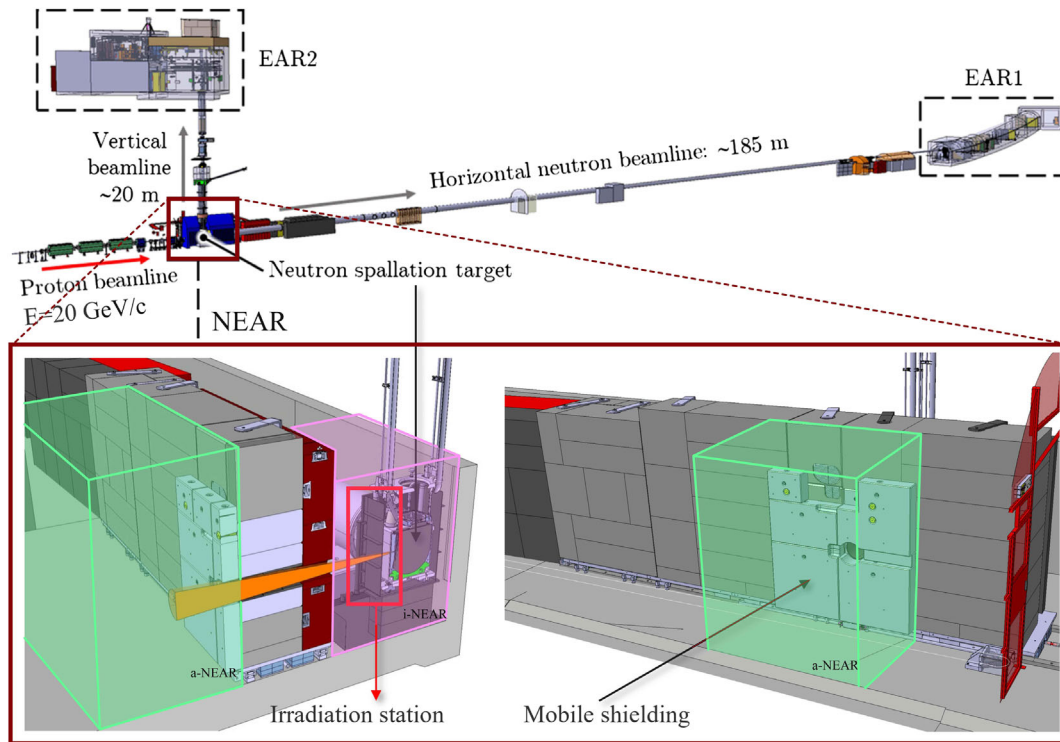 EAR2
EAR1
Vertical
beamline
~20 m
Horizontal neutron beamline: ~185 m
Neutron spallation target
Proton beamline
E=20 GeV/c
NEAR
i-NEAR
a-NEAR
a-NEAR
Irradiation station
Mobile shielding